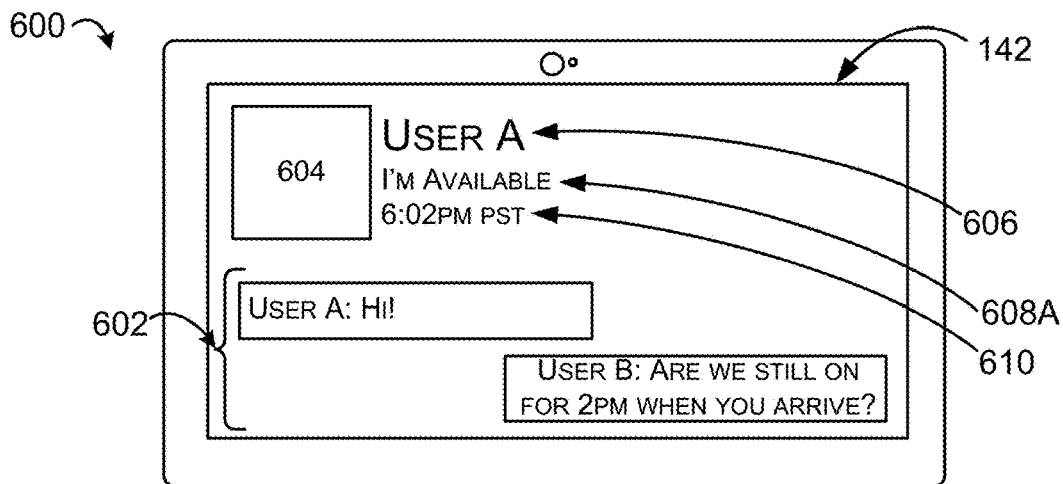 600
142
USER A
604
I'M AVAILABLE
6:02PM PST
606
USER A: HI!
602
608A
610
USER B: ARE WE STILL ON
FOR 2PM WHEN YOU ARRIVE?